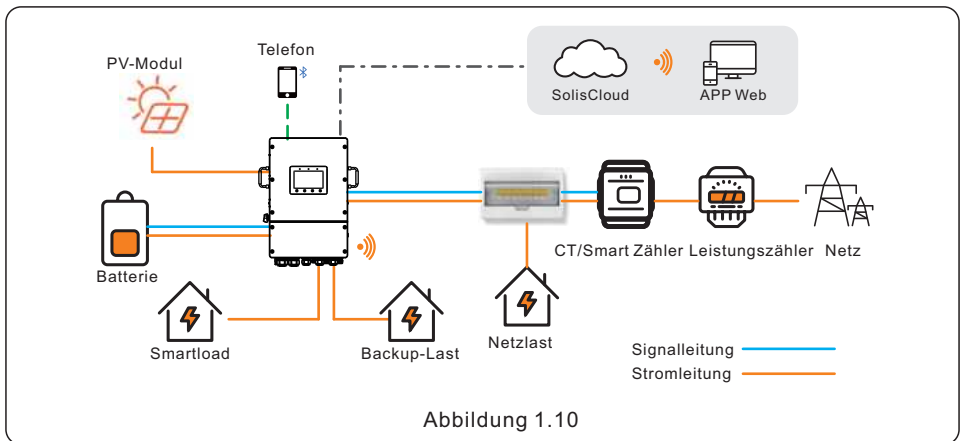 Telefon
PV-Modul
SolisCloud
APP Web
CT/Smart Zähler
Leistungszähler
Netz
Batterie
Smartload
Backup-Last
Netzlast
Signalleitung
Stromleitung
Abbildung 1.10